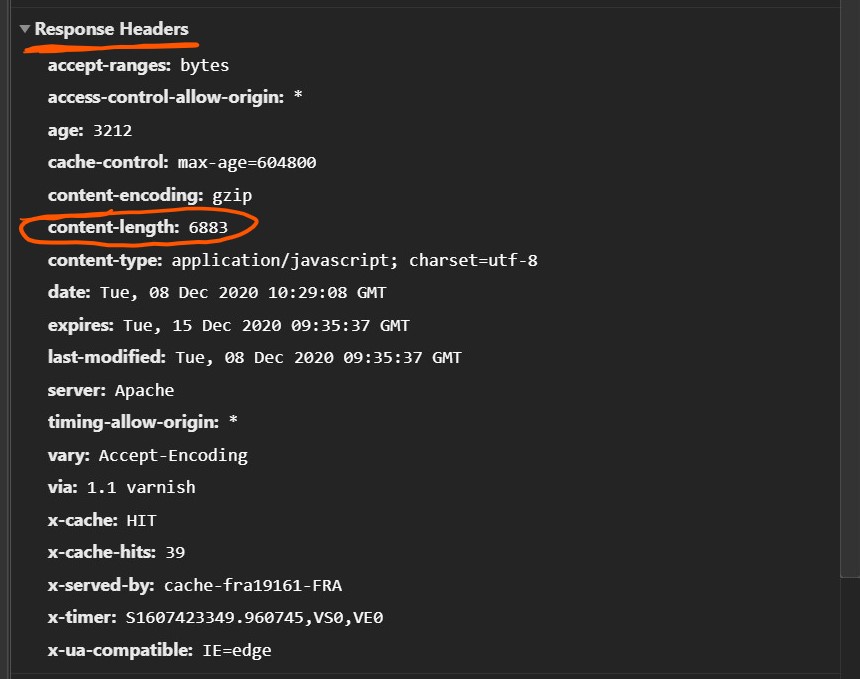 Response Headers
accept-ranges: bytes
access-control-allow-origin: *
age: 3212
cache-control: max-age=604800
content-encoding: gzip
content-length: 6883
content-type: application/javascript; charset=utf-8
date: Tue, 08 Dec 2020 10:29:08 GMT
expires: Tue, 15 Dec 2020 09:35:37 GMT
last-modified: Tue, 08 Dec 2020 09:35:37 GMT
server: Apache
timing-allow-origin: *
vary: Accept-Encoding
via: 1.1 varnish
x-cache: HIT
x-cache-hits: 39
x-served-by: cache-fra19161-FRA
x-timer: S1607423349.960745,VS0,VE0
x-ua-compatible: IE=edge